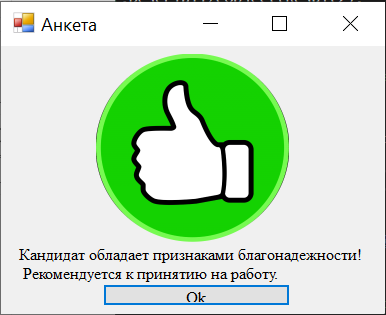 Анкета
Кандидат обладает признаками благонадежности!
Рекомендуется к принятию на работу.
Ok